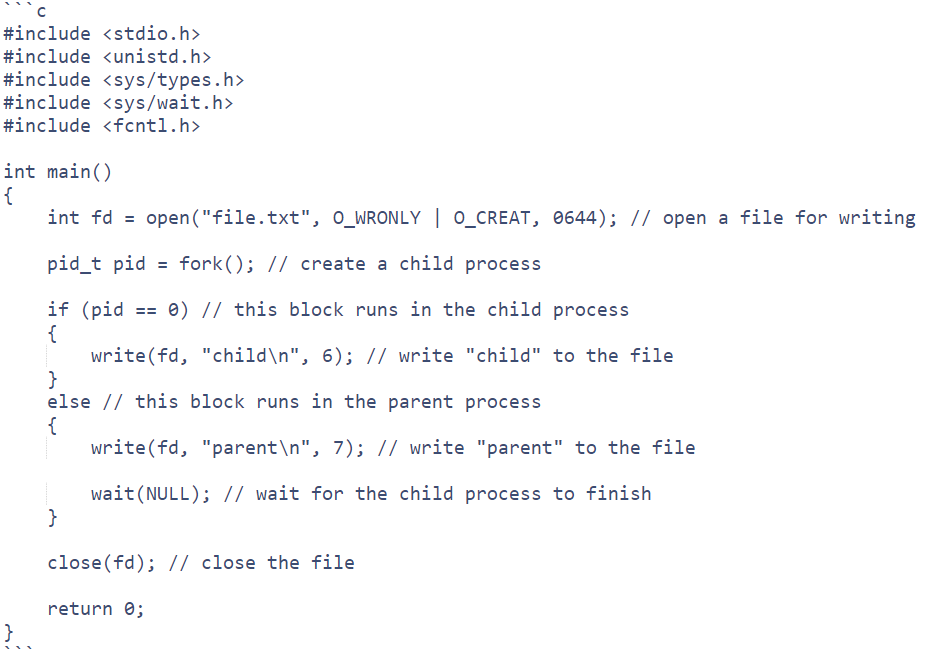 ```c
#include <stdio.h>
#include <unistd.h>
#include <sys/types.h>
#include <sys/wait.h>
#include <fcntl.h>

int main()
{
    int fd = open("file.txt", O_WRONLY | O_CREAT, 0644); // open a file for writing

    pid_t pid = fork(); // create a child process

    if (pid == 0) // this block runs in the child process
    {
        write(fd, "child\n", 6); // write "child" to the file
    }
    else // this block runs in the parent process
    {
        write(fd, "parent\n", 7); // write "parent" to the file

        wait(NULL); // wait for the child process to finish
    }

    close(fd); // close the file

    return 0;
}
```